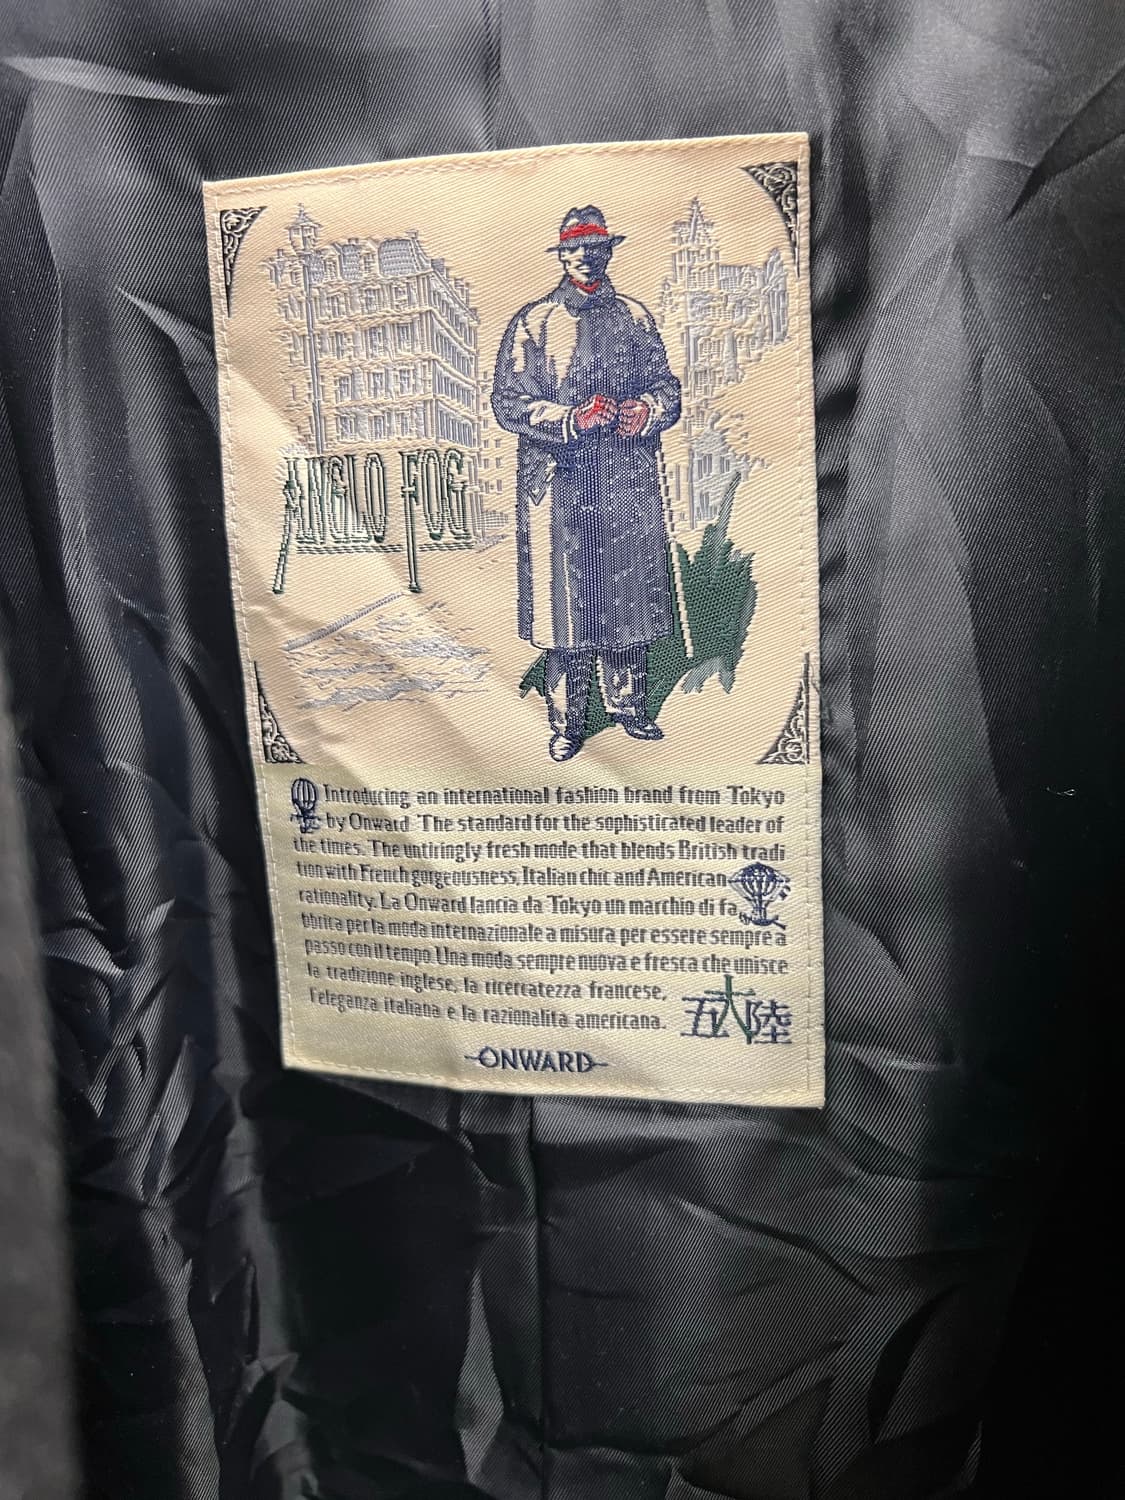 ANGLO FOG
Introducing an international fashion brand from Tokyo
by Onward The standard for the sophisticated leader of
the times. The untiringly fresh mode that blends British tradi
tion with French gorgeousness, Italian chic and American
rationality. La Onward lancia da Tokyo un marchio di fa
bbrica per la moda internazionale a misura per essere sempre a
passo con il tempo. Una moda sempre nuova e fresca che unisce
la tradizione inglese, la ricercatezza francese,
l'eleganza italiana e la razionalita americana.
五大陸
ONWARD